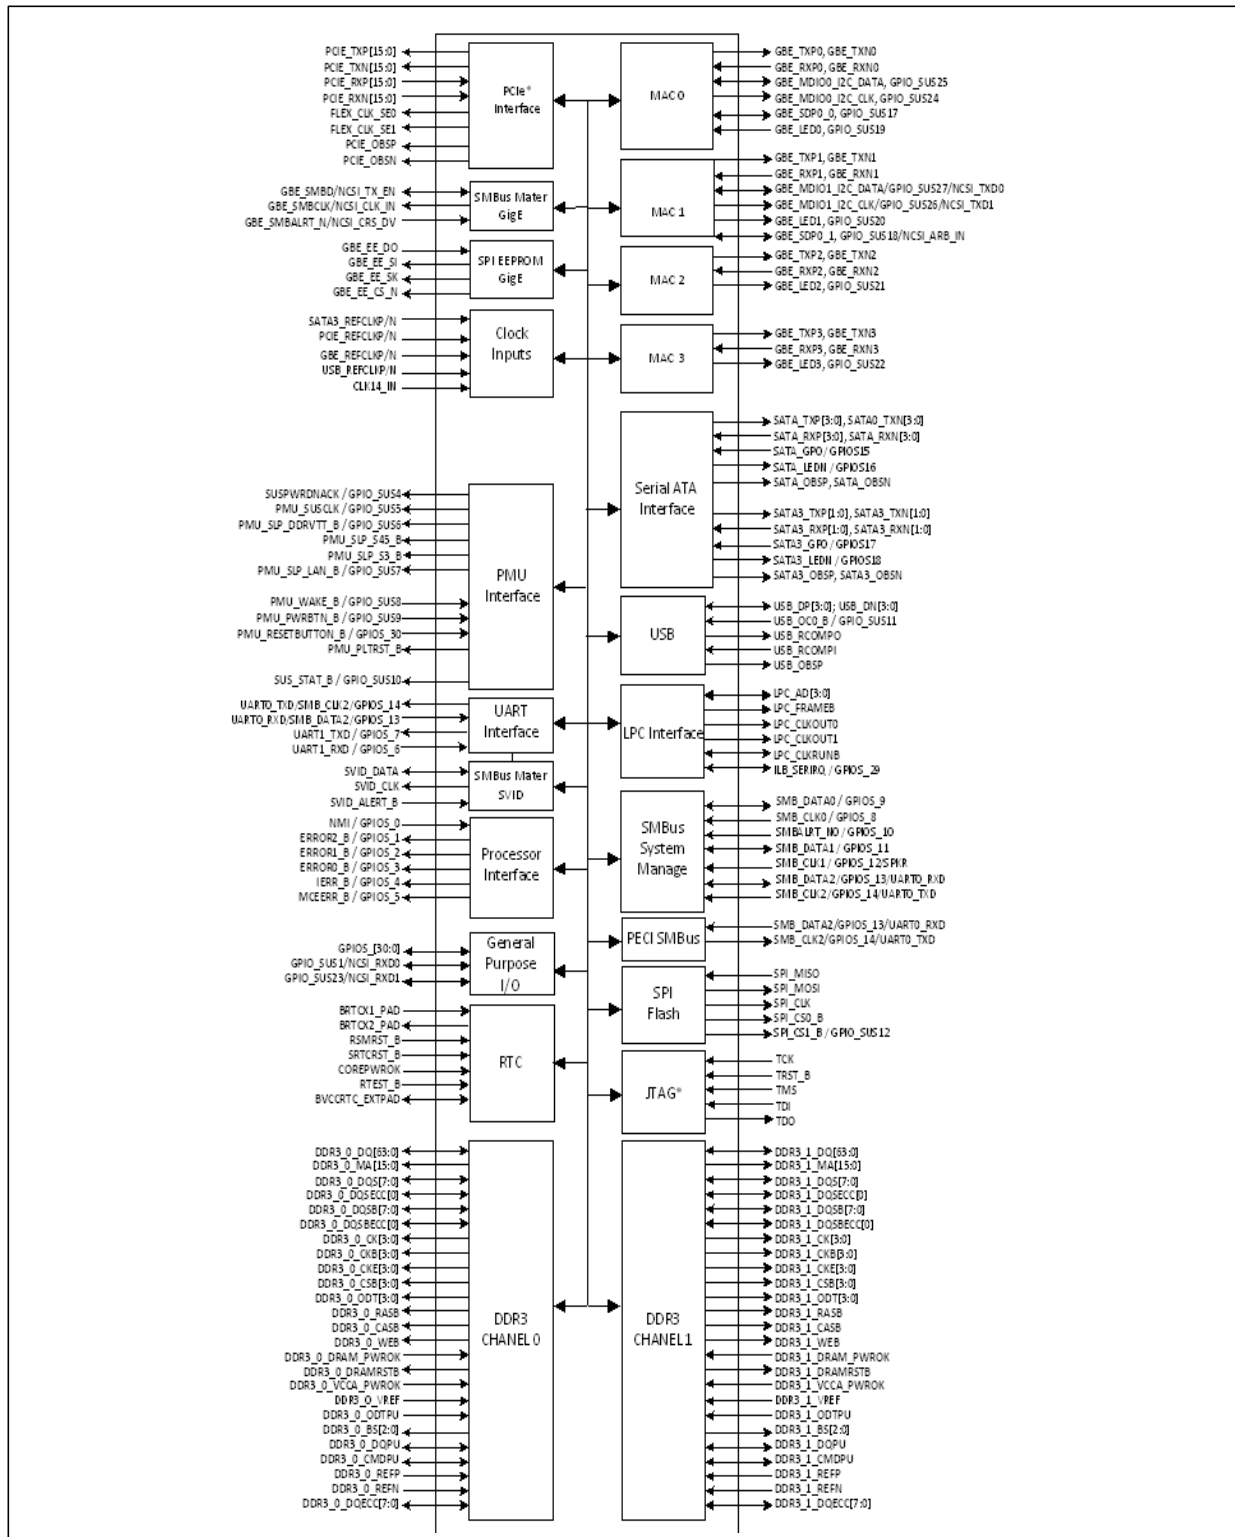 PCIE_TXP[15:0]
PCIE_TXN[15:0]
PCIE_RXP[15:0]
PCIE_RXN[15:0]
FLEX_CLK_SE0
FLEX_CLK_SE1
PCIE_OBSP
PCIE_OBSN
PCIe*
Interface
MAC 0
GBE_TXP0, GBE_TXN0
GBE_RXP0, GBE_RXN0
GBE_MDIO0_I2C_DATA, GPIO_SUS25
GBE_MDIO0_I2C_CLK, GPIO_SUS24
GBE_SDP0_0, GPIO_SUS17
GBE_LED0, GPIO_SUS19
GBE_SMBD/NCSI_TX_EN
GBE_SMBCLK/NCSI_CLK_IN
GBE_SMBALRT_N/NCSI_CRS_DV
SMBus Mater
GigE
MAC 1
GBE_TXP1, GBE_TXN1
GBE_RXP1, GBE_RXN1
GBE_MDIO1_I2C_DATA/GPIO_SUS27/NCSI_TXD0
GBE_MDIO1_I2C_CLK/GPIO_SUS26/NCSI_TXD1
GBE_LED1, GPIO_SUS20
GBE_SDP0_1, GPIO_SUS18/NCSI_ARB_IN
GBE_EE_DO
GBE_EE_SI
GBE_EE_SK
GBE_EE_CS_N
SPI EEPROM
GigE
MAC 2
GBE_TXP2, GBE_TXN2
GBE_RXP2, GBE_RXN2
GBE_LED2, GPIO_SUS21
SATA3_REFCLKP/N
PCIE_REFCLKP/N
GBE_REFCLKP/N
USB_REFCLKP/N
CLK14_IN
Clock
Inputs
MAC 3
GBE_TXP3, GBE_TXN3
GBE_RXP3, GBE_RXN3
GBE_LED3, GPIO_SUS22
Serial ATA
Interface
SATA_TXP[3:0], SATA0_TXN[3:0]
SATA_RXP[3:0], SATA_RXN[3:0]
SATA_GPO / GPIOS15
SATA_LEDN / GPIOS16
SATA_OBSP, SATA_OBSN
SATA3_TXP[1:0], SATA3_TXN[1:0]
SATA3_RXP[1:0], SATA3_RXN[1:0]
SATA3_GPO / GPIOS17
SATA3_LEDN / GPIOS18
SATA3_OBSP, SATA3_OBSN
SUSPWRDNACK / GPIO_SUS4
PMU_SUSCLK / GPIO_SUS5
PMU_SLP_DDRVTT_B / GPIO_SUS6
PMU_SLP_S45_B
PMU_SLP_S3_B
PMU_SLP_LAN_B / GPIO_SUS7
PMU_WAKE_B / GPIO_SUS8
PMU_PWRBTN_B / GPIO_SUS9
PMU_RESETBUTTON_B / GPIOS_30
PMU_PLTRST_B
SUS_STAT_B / GPIO_SUS10
PMU
Interface
USB
USB_DP[3:0]; USB_DN[3:0]
USB_OC0_B / GPIO_SUS11
USB_RCOMPO
USB_RCOMPI
USB_OBSP
UART0_TXD/SMB_CLK2/GPIOS_14
UART0_RXD/SMB_DATA2/GPIOS_13
UART1_TXD / GPIOS_7
UART1_RXD / GPIOS_6
UART
Interface
LPC Interface
LPC_AD[3:0]
LPC_FRAMEB
LPC_CLKOUT0
LPC_CLKOUT1
LPC_CLKRUNB
ILB_SERIRQ / GPIOS_29
SVID_DATA
SVID_CLK
SVID_ALERT_B
SMBus Mater
SVID
SMBus
System
Manage
SMB_DATA0 / GPIOS_9
SMB_CLK0 / GPIOS_8
SMBALRT_N0 / GPIOS_10
SMB_DATA1 / GPIOS_11
SMB_CLK1 / GPIOS_12/SPKR
SMB_DATA2/GPIOS_13/UART0_RXD
SMB_CLK2/GPIOS_14/UART0_TXD
NMI / GPIOS_0
ERROR2_B / GPIOS_1
ERROR1_B / GPIOS_2
ERROR0_B / GPIOS_3
IERR_B / GPIOS_4
MCEERR_B / GPIOS_5
Processor
Interface
PECI SMBus
SMB_DATA2/GPIOS_13/UART0_RXD
SMB_CLK2/GPIOS_14/UART0_TXD
GPIOS_[30:0]
GPIO_SUS1/NCSI_RXD0
GPIO_SUS23/NCSI_RXD1
General
Purpose
I/O
SPI
Flash
SPI_MISO
SPI_MOSI
SPI_CLK
SPI_CS0_B
SPI_CS1_B / GPIO_SUS12
BRTCX1_PAD
BRTCX2_PAD
RSMRST_B
SRTCRST_B
COREPWROK
RTEST_B
BVCCRTC_EXTPAD
RTC
JTAG*
TCK
TRST_B
TMS
TDI
TDO
DDR3_0_DQ[63:0]
DDR3_0_MA[15:0]
DDR3_0_DQS[7:0]
DDR3_0_DQSECC[0]
DDR3_0_DQSB[7:0]
DDR3_0_DQSBECC[0]
DDR3_0_CK[3:0]
DDR3_0_CKB[3:0]
DDR3_0_CKE[3:0]
DDR3_0_CSB[3:0]
DDR3_0_ODT[3:0]
DDR3_0_RASB
DDR3_0_CASB
DDR3_0_WEB
DDR3_0_DRAM_PWROK
DDR3_0_DRAMRSTB
DDR3_0_VCCA_PWROK
DDR3_0_VREF
DDR3_0_ODTPU
DDR3_0_BS[2:0]
DDR3_0_DQPU
DDR3_0_CMDPU
DDR3_0_REFP
DDR3_0_REFN
DDR3_0_DQECC[7:0]
DDR3
CHANEL 0
DDR3
CHANEL 1
DDR3_1_DQ[63:0]
DDR3_1_MA[15:0]
DDR3_1_DQS[7:0]
DDR3_1_DQSECC[0]
DDR3_1_DQSB[7:0]
DDR3_1_DQSBECC[0]
DDR3_1_CK[3:0]
DDR3_1_CKB[3:0]
DDR3_1_CKE[3:0]
DDR3_1_CSB[3:0]
DDR3_1_ODT[3:0]
DDR3_1_RASB
DDR3_1_CASB
DDR3_1_WEB
DDR3_1_DRAM_PWROK
DDR3_1_DRAMRSTB
DDR3_1_VCCA_PWROK
DDR3_1_VREF
DDR3_1_ODTPU
DDR3_1_BS[2:0]
DDR3_1_DQPU
DDR3_1_CMDPU
DDR3_1_REFP
DDR3_1_REFN
DDR3_1_DQECC[7:0]